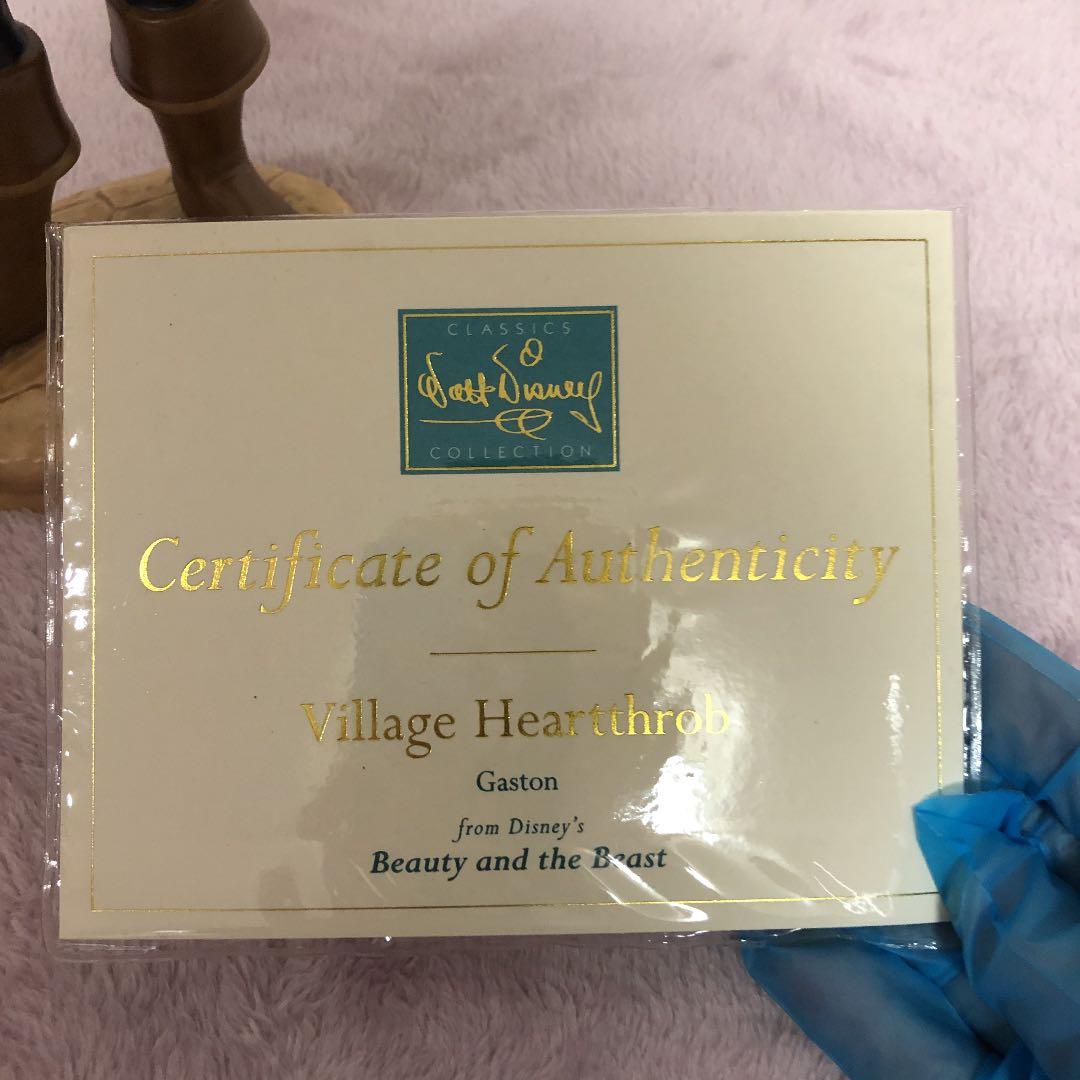 CLASSICS
Walt Disney
COLLECTION
Certificate of Authenticity
Village Heartthrob
Gaston
from Disney's
Beauty and the Beast